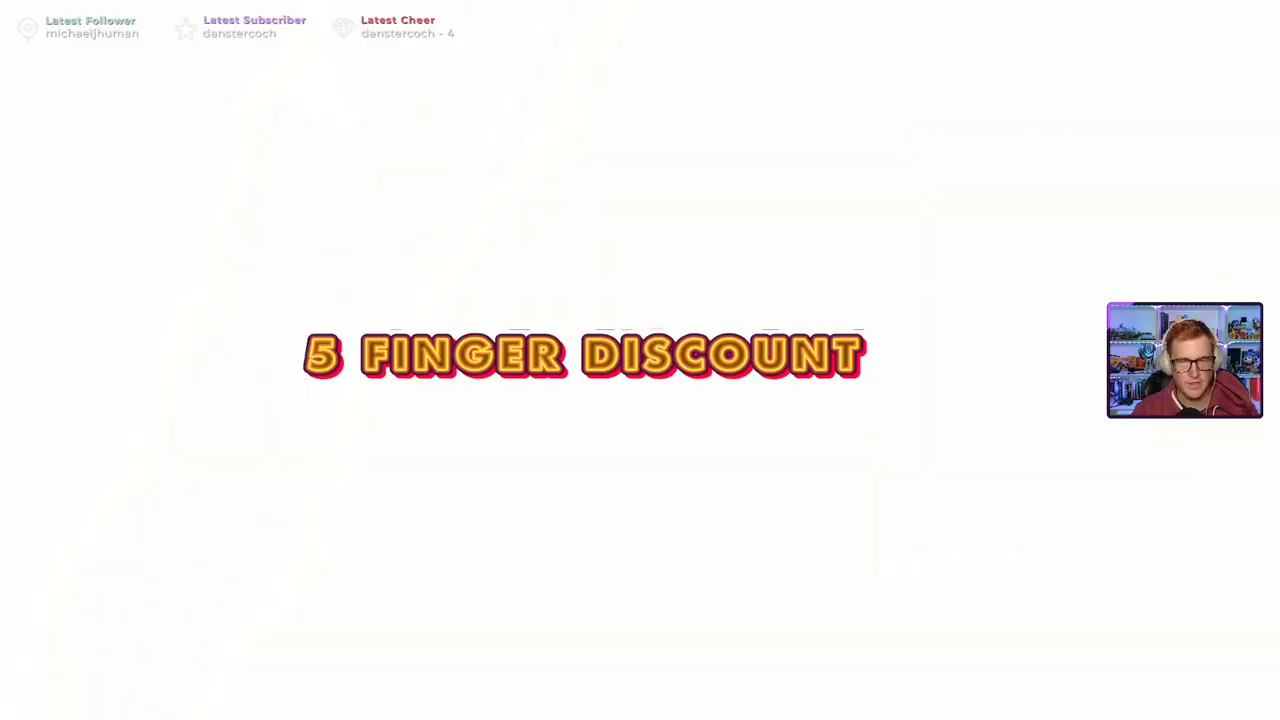 Latest Follower
michaeljhuman
Latest Subscriber
danstercoch
Latest Cheer
danstercoch - 4
5 FINGER DISCOUNT